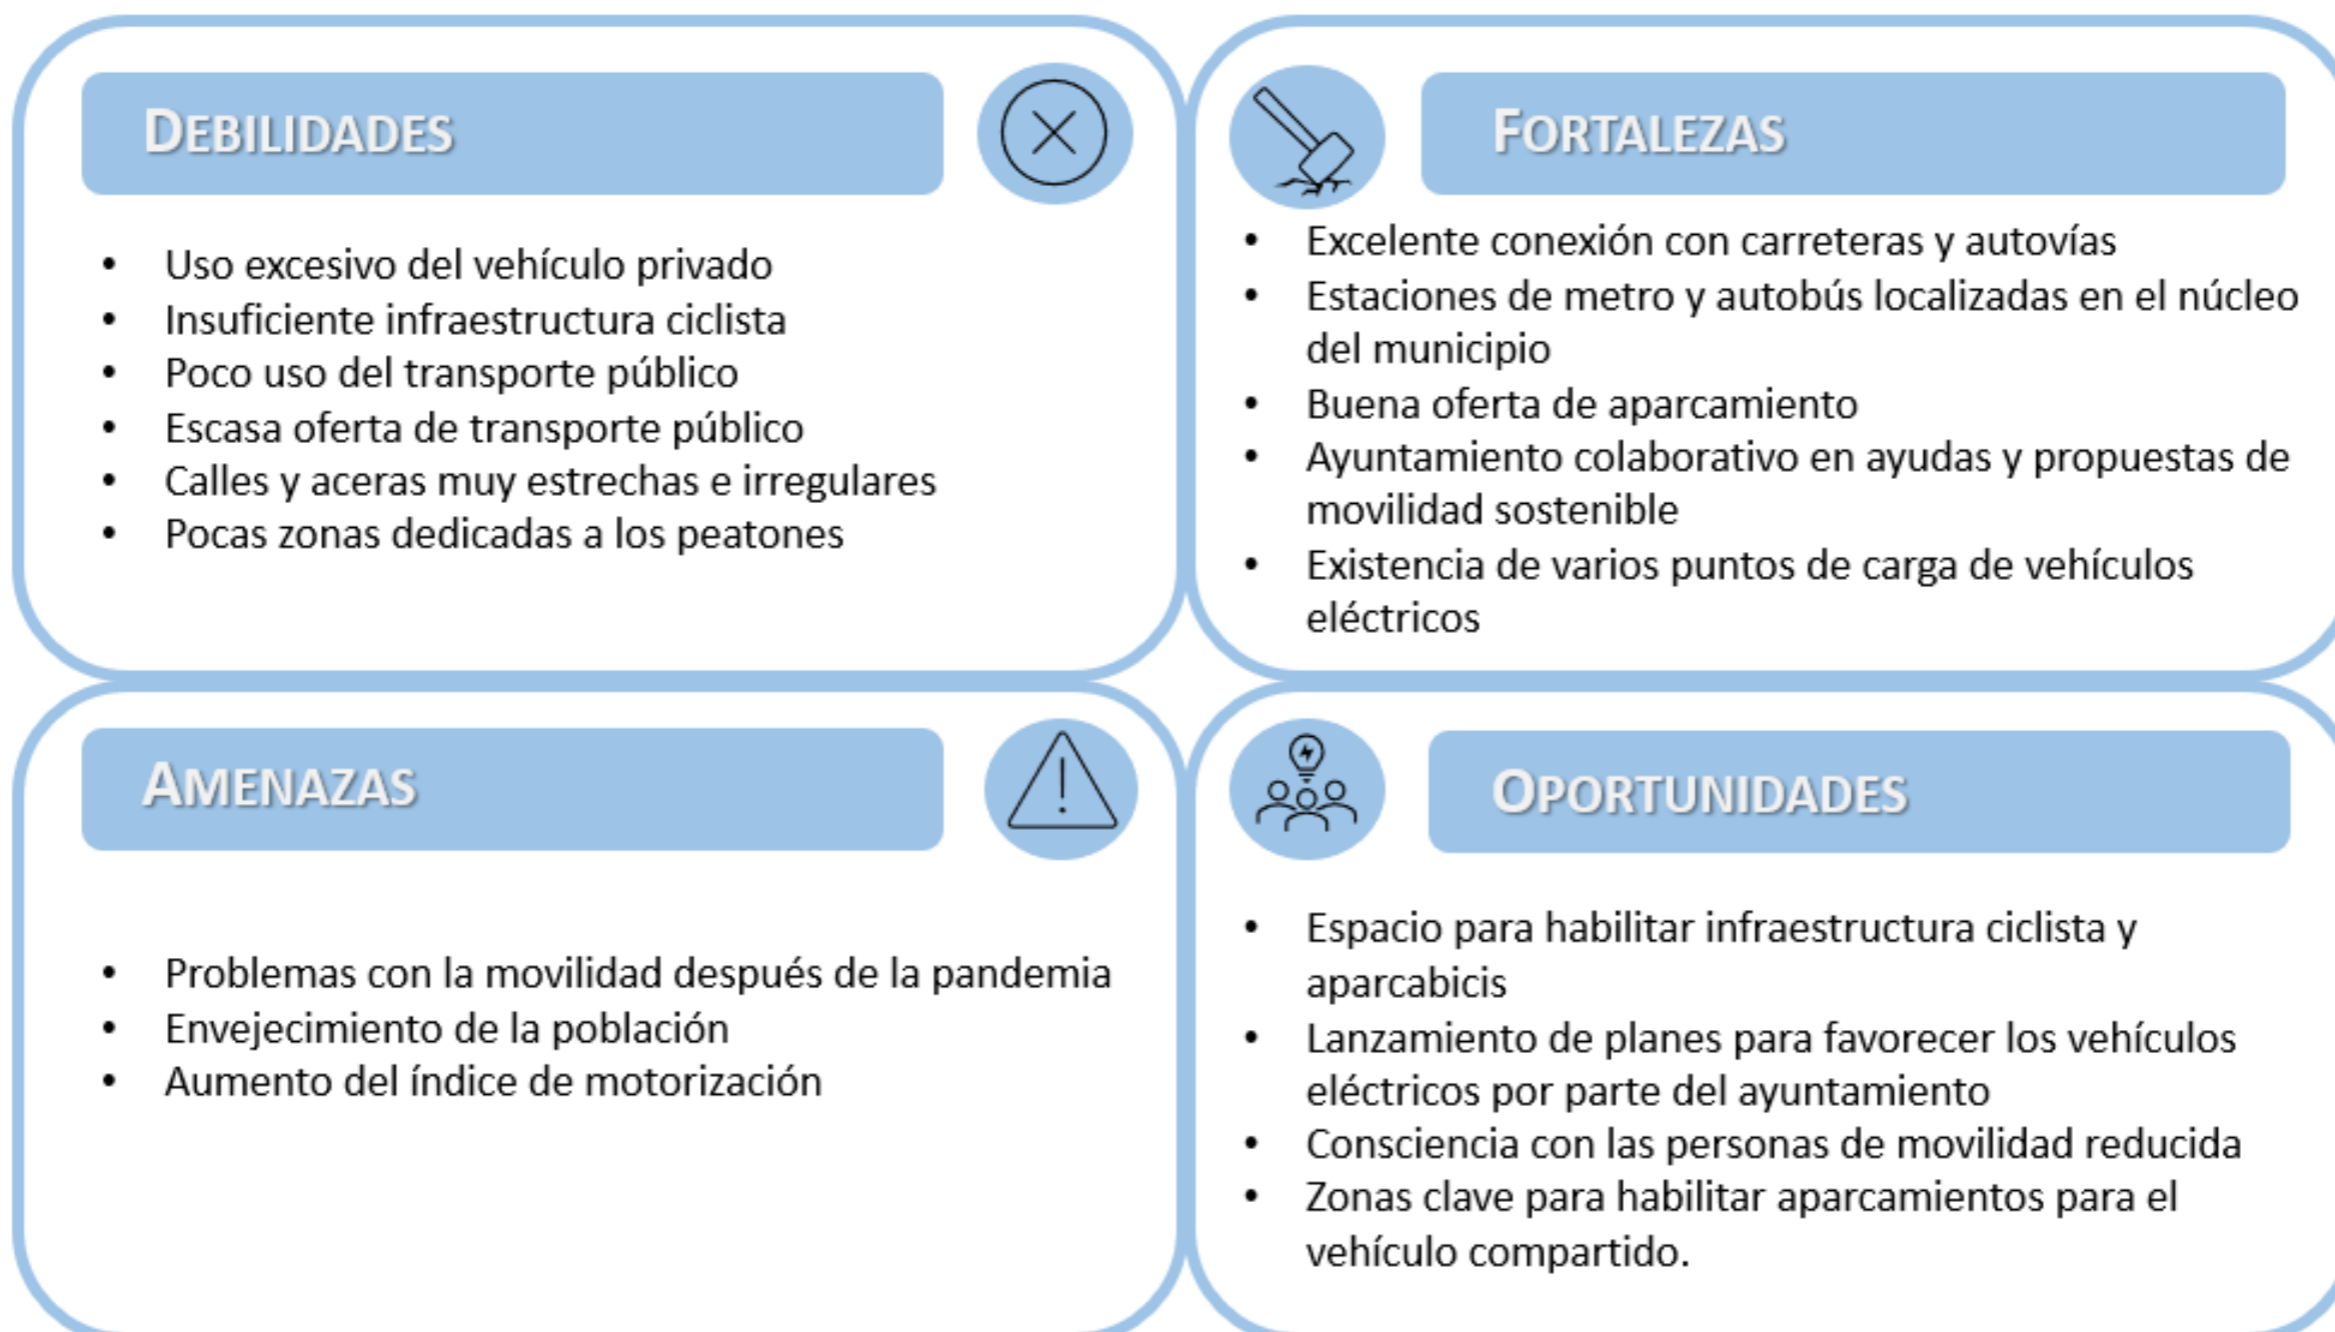 DEBILIDADES
• Uso excesivo del vehículo privado
• Insuficiente infraestructura ciclista
• Poco uso del transporte público
• Escasa oferta de transporte público
• Calles y aceras muy estrechas e irregulares
• Pocas zonas dedicadas a los peatones
FORTALEZAS
• Excelente conexión con carreteras y autovías
• Estaciones de metro y autobús localizadas en el núcleo
del municipio
• Buena oferta de aparcamiento
• Ayuntamiento colaborativo en ayudas y propuestas de
movilidad sostenible
• Existencia de varios puntos de carga de vehículos
eléctricos
AMENAZAS
• Problemas con la movilidad después de la pandemia
• Envejecimiento de la población
• Aumento del índice de motorización
OPORTUNIDADES
• Espacio para habilitar infraestructura ciclista y
aparcabicis
• Lanzamiento de planes para favorecer los vehículos
eléctricos por parte del ayuntamiento
• Consciencia con las personas de movilidad reducida
• Zonas clave para habilitar aparcamientos para el
vehículo compartido.